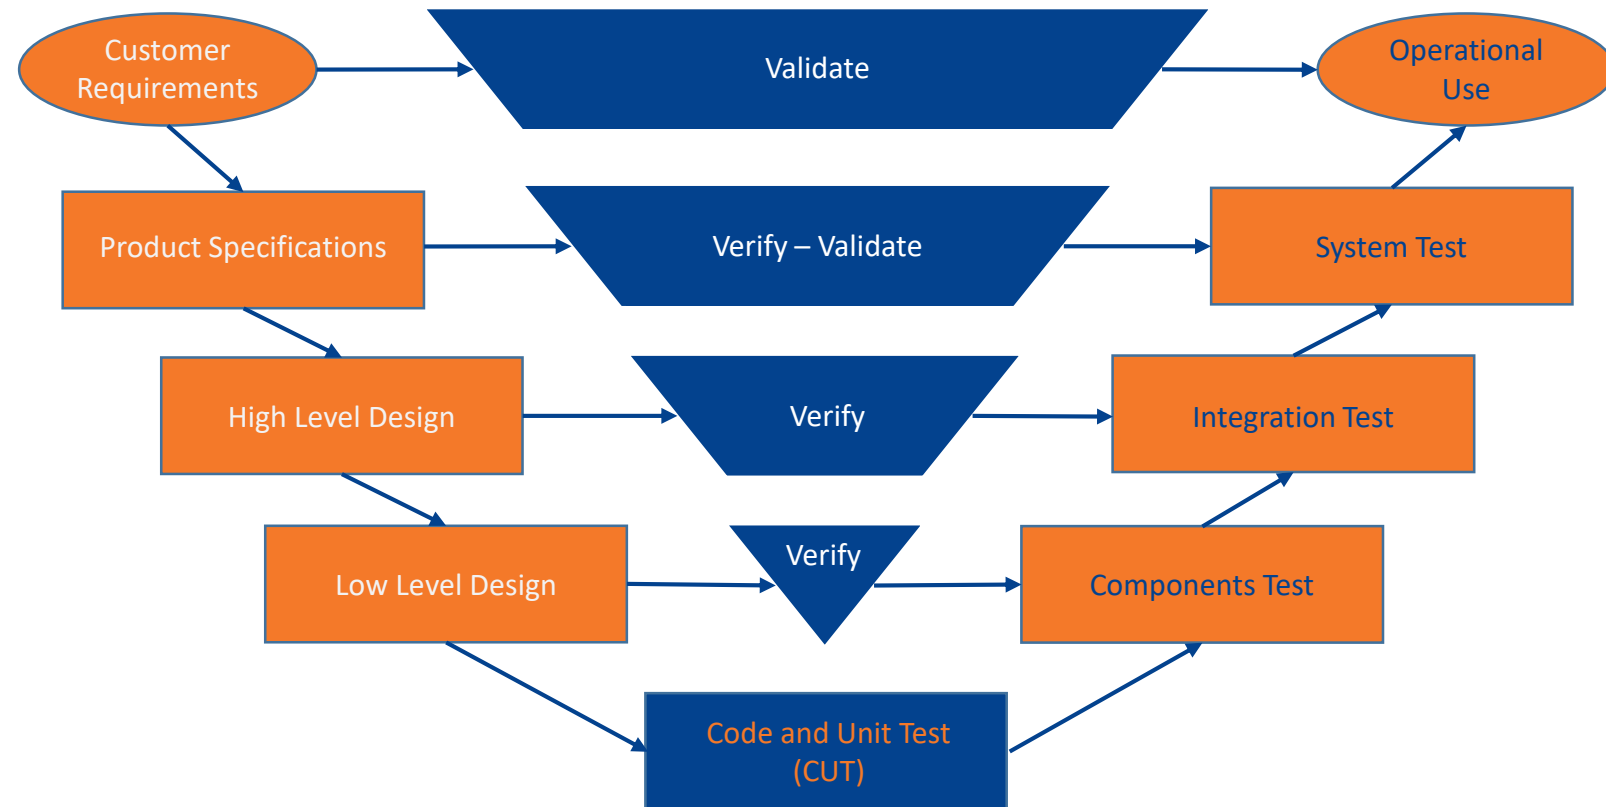 Customer
Requirements
Validate
Operational
Use
Product Specifications
Verify – Validate
System Test
High Level Design
Verify
Integration Test
Low Level Design
Verify
Components Test
Code and Unit Test
(CUT)